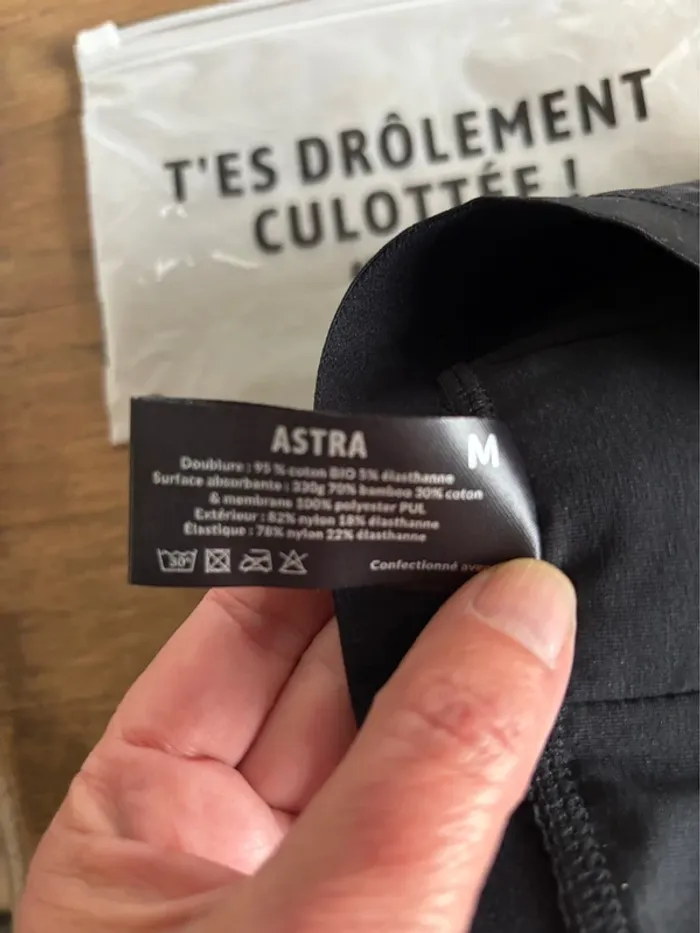 T'ES DRÔLEMENT
CULOTTÉE !
ASTRA
M
Doublure : 95 % coton BIO 5% élasthanne
Surface absorbante : 330g 70% bamboo 30% coton
& membrane 100% polyester PUL
Extérieur : 82% nylon 18% élasthanne
Élastique : 78% nylon 22% élasthanne
30°
Confectionné